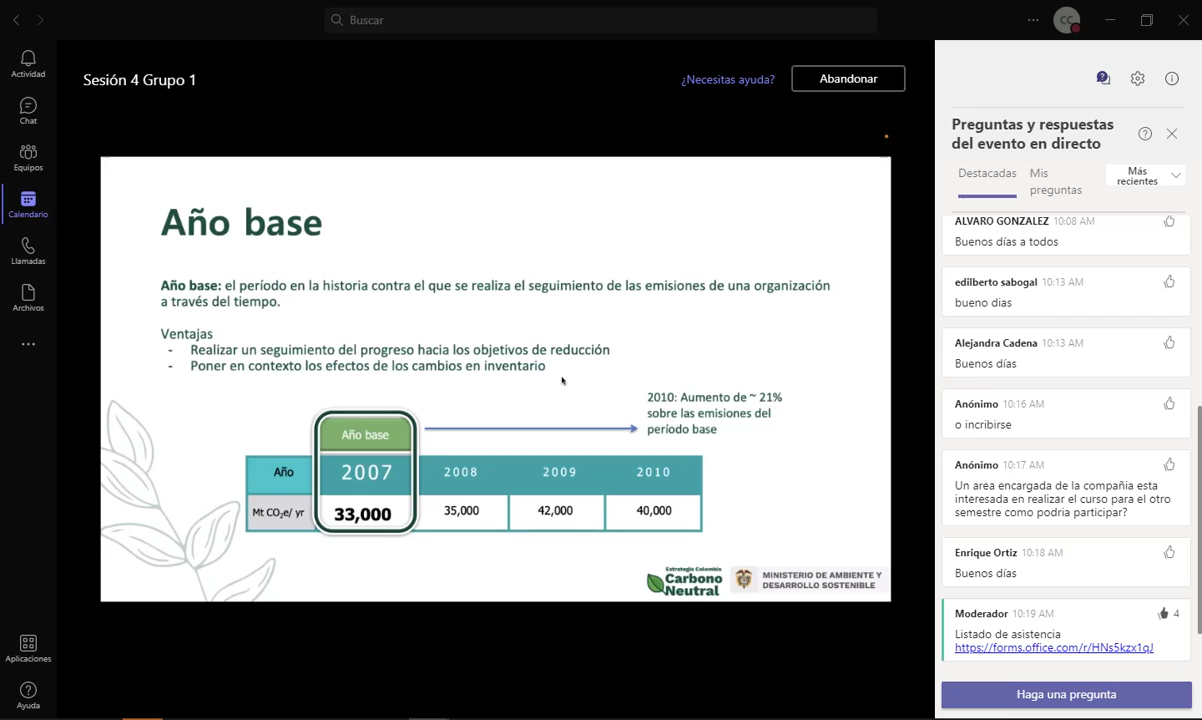 Buscar
CC
Actividad
Chat
Equipos
Calendario
Llamadas
Archivos
Aplicaciones
Ayuda
Sesión 4 Grupo 1
¿Necesitas ayuda?
Abandonar
Año base
Año base: el período en la historia contra el que se realiza el seguimiento de las emisiones de una organización
a través del tiempo.
Ventajas
- Realizar un seguimiento del progreso hacia los objetivos de reducción
- Poner en contexto los efectos de los cambios en inventario
2010: Aumento de ~ 21%
sobre las emisiones del
período base
Año base
Año 2007 2008 2009 2010
Mt CO₂e/ yr 33,000 35,000 42,000 40,000
Estrategia Colombia
Carbono
Neutral
MINISTERIO DE AMBIENTE Y
DESARROLLO SOSTENIBLE
Preguntas y respuestas
del evento en directo
Destacadas
Mis
preguntas
Más
recientes
ALVARO GONZALEZ 10:08 AM
Buenos días a todos
edilberto sabogal 10:13 AM
bueno dias
Alejandra Cadena 10:13 AM
Buenos días
Anónimo 10:16 AM
o incribirse
Anónimo 10:17 AM
Un area encargada de la compañia esta
interesada en realizar el curso para el otro
semestre como podria participar?
Enrique Ortiz 10:18 AM
Buenos días
Moderador 10:19 AM 4
Listado de asistencia
https://forms.office.com/r/HNs5kzx1qJ
Haga una pregunta